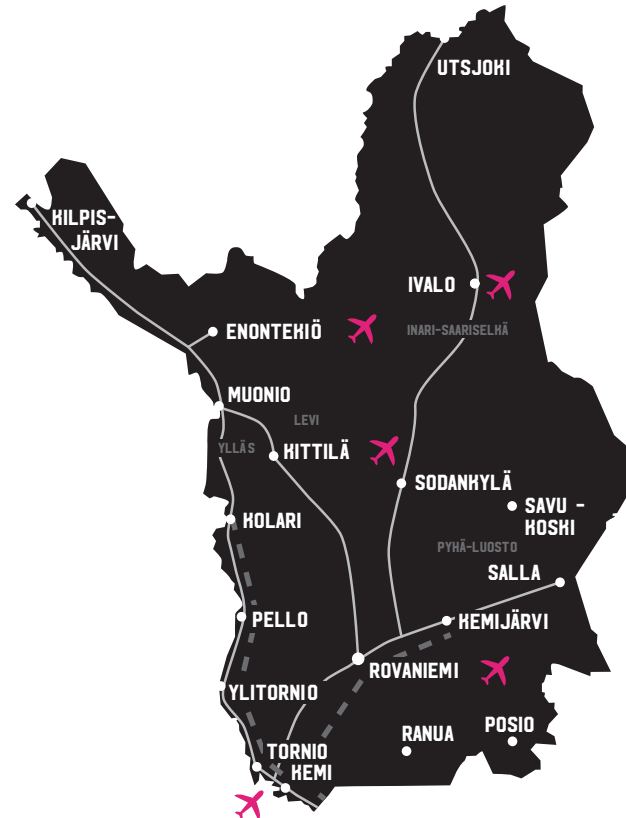 UTSJOKI
KILPIS-
JÄRVI
IVALO
ENONTEKIÖ
INARI-SAARISELKÄ
MUONIO
LEVI
YLLÄS
KITTILÄ
SODANKYLÄ
SAVU -
KOSKI
KOLARI
PYHÄ-LUOSTO
SALLA
PELLO
KEMIJÄRVI
ROVANIEMI
YLITORNIO
POSIO
RANUA
TORNIO
KEMI